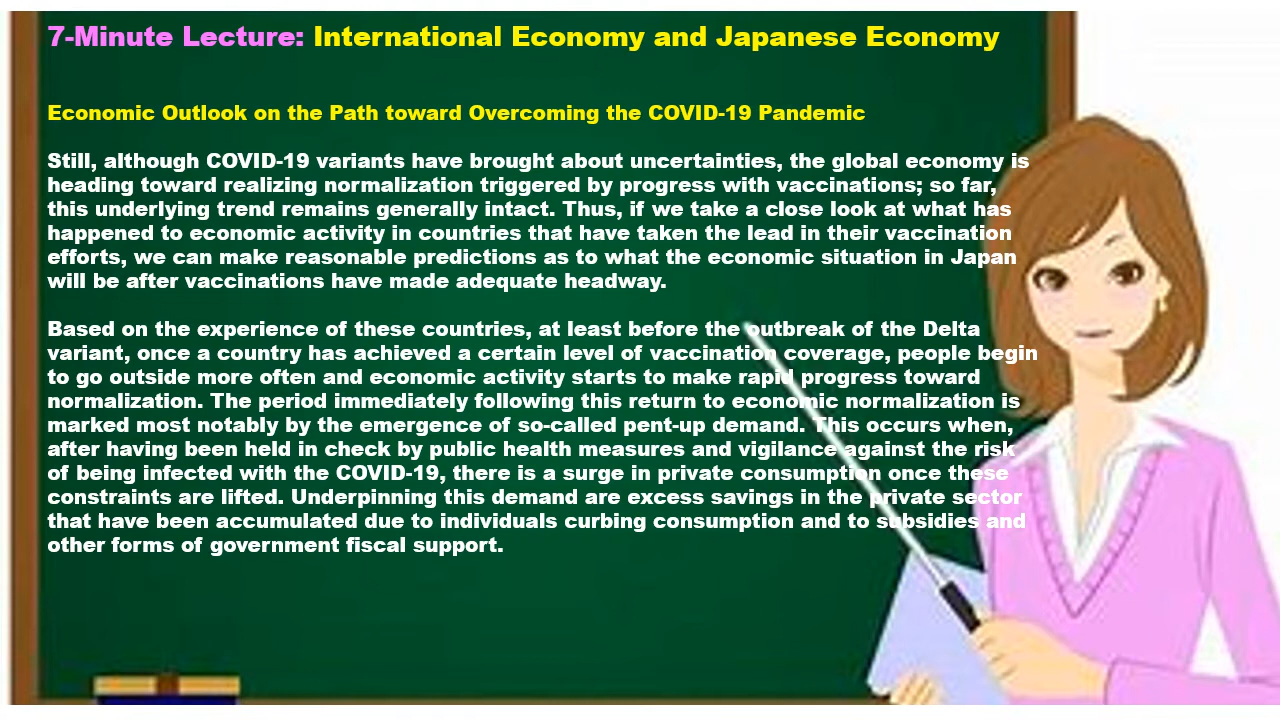 7-Minute Lecture: International Economy and Japanese Economy
Economic Outlook on the Path toward Overcoming the COVID-19 Pandemic
Still, although COVID-19 variants have brought about uncertainties, the global economy is
heading toward realizing normalization triggered by progress with vaccinations; so far,
this underlying trend remains generally intact. Thus, if we take a close look at what has
happened to economic activity in countries that have taken the lead in their vaccination
efforts, we can make reasonable predictions as to what the economic situation in Japan
will be after vaccinations have made adequate headway.
Based on the experience of these countries, at least before the outbreak of the Delta
variant, once a country has achieved a certain level of vaccination coverage, people begin
to go outside more often and economic activity starts to make rapid progress toward
normalization. The period immediately following this return to economic normalization is
marked most notably by the emergence of so-called pent-up demand. This occurs when,
after having been held in check by public health measures and vigilance against the risk
of being infected with the COVID-19, there is a surge in private consumption once these
constraints are lifted. Underpinning this demand are excess savings in the private sector
that have been accumulated due to individuals curbing consumption and to subsidies and
other forms of government fiscal support.